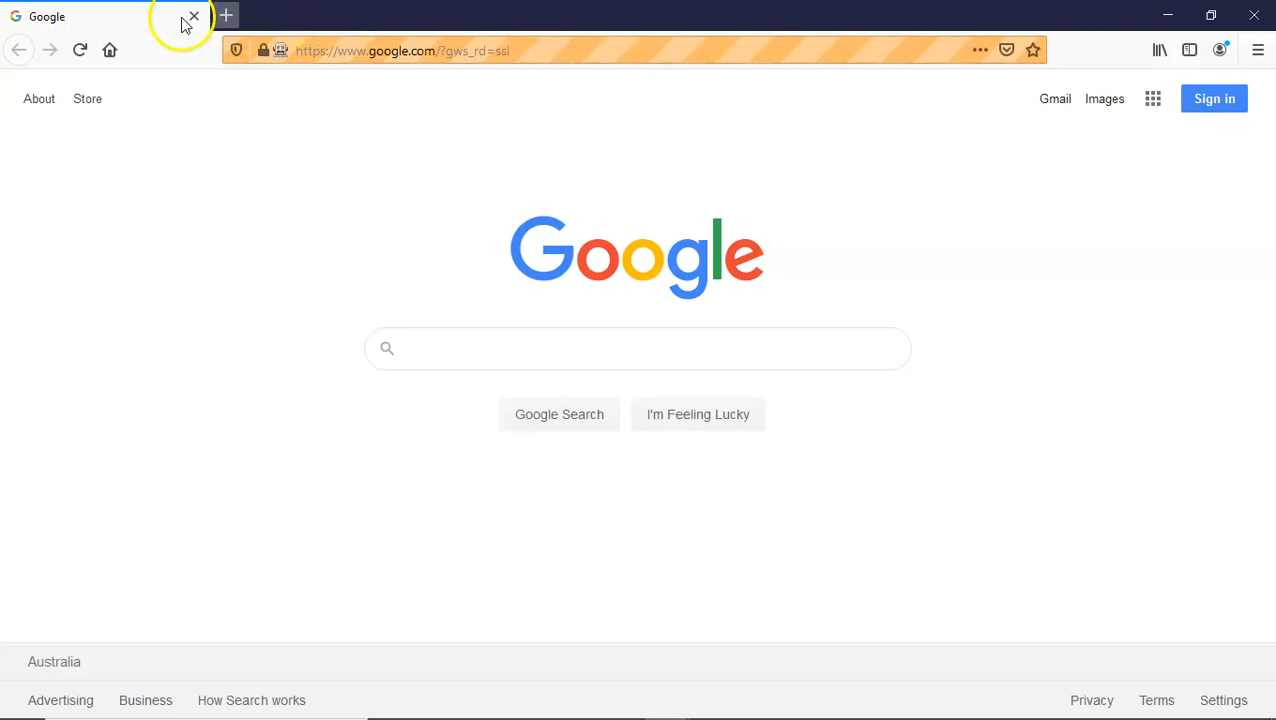 Google
https://www.google.com/?gws_rd=ssl
About Store
Gmail Images Sign in
Google
Google Search I'm Feeling Lucky
Australia
Advertising Business How Search works
Privacy Terms Settings